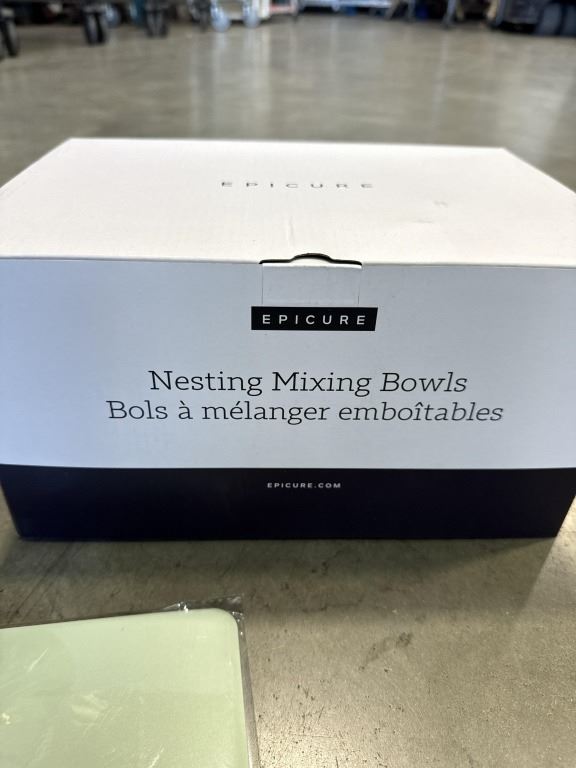 EPICURE
EPICURE
Nesting Mixing Bowls
Bols à mélanger emboîtables
EPICURE.COM